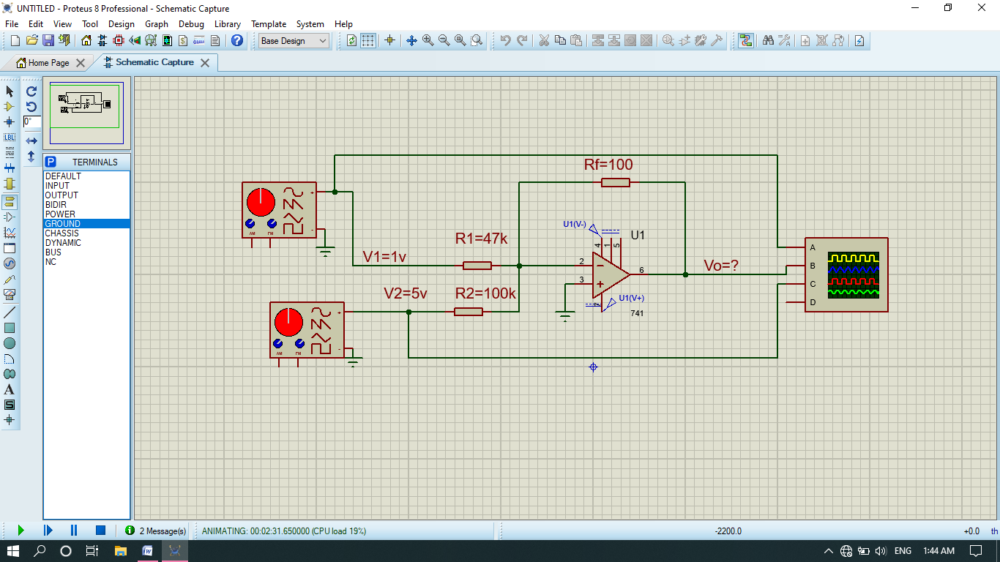 UNTITLED - Proteus 8 Professional - Schematic Capture
File Edit View Tool Design Graph Debug Library Template System Help
Base Design
Home Page
Schematic Capture
LBL
0°
P TERMINALS
DEFAULT
INPUT
OUTPUT
BIDIR
POWER
GROUND
CHASSIS
DYNAMIC
BUS
NC
A
S
+
-
AM FM
V1=1v
R1=47k
Rf=100
U1(V-)
U1
4 1 5
2
3
6
7
U1(V+)
741
Vo=?
V2=5v
R2=100k
+
-
AM FM
A
B
C
D
2 Message(s)
ANIMATING: 00:02:31.650000 (CPU load 19%)
-2200.0
+0.0
th
ENG
1:44 AM